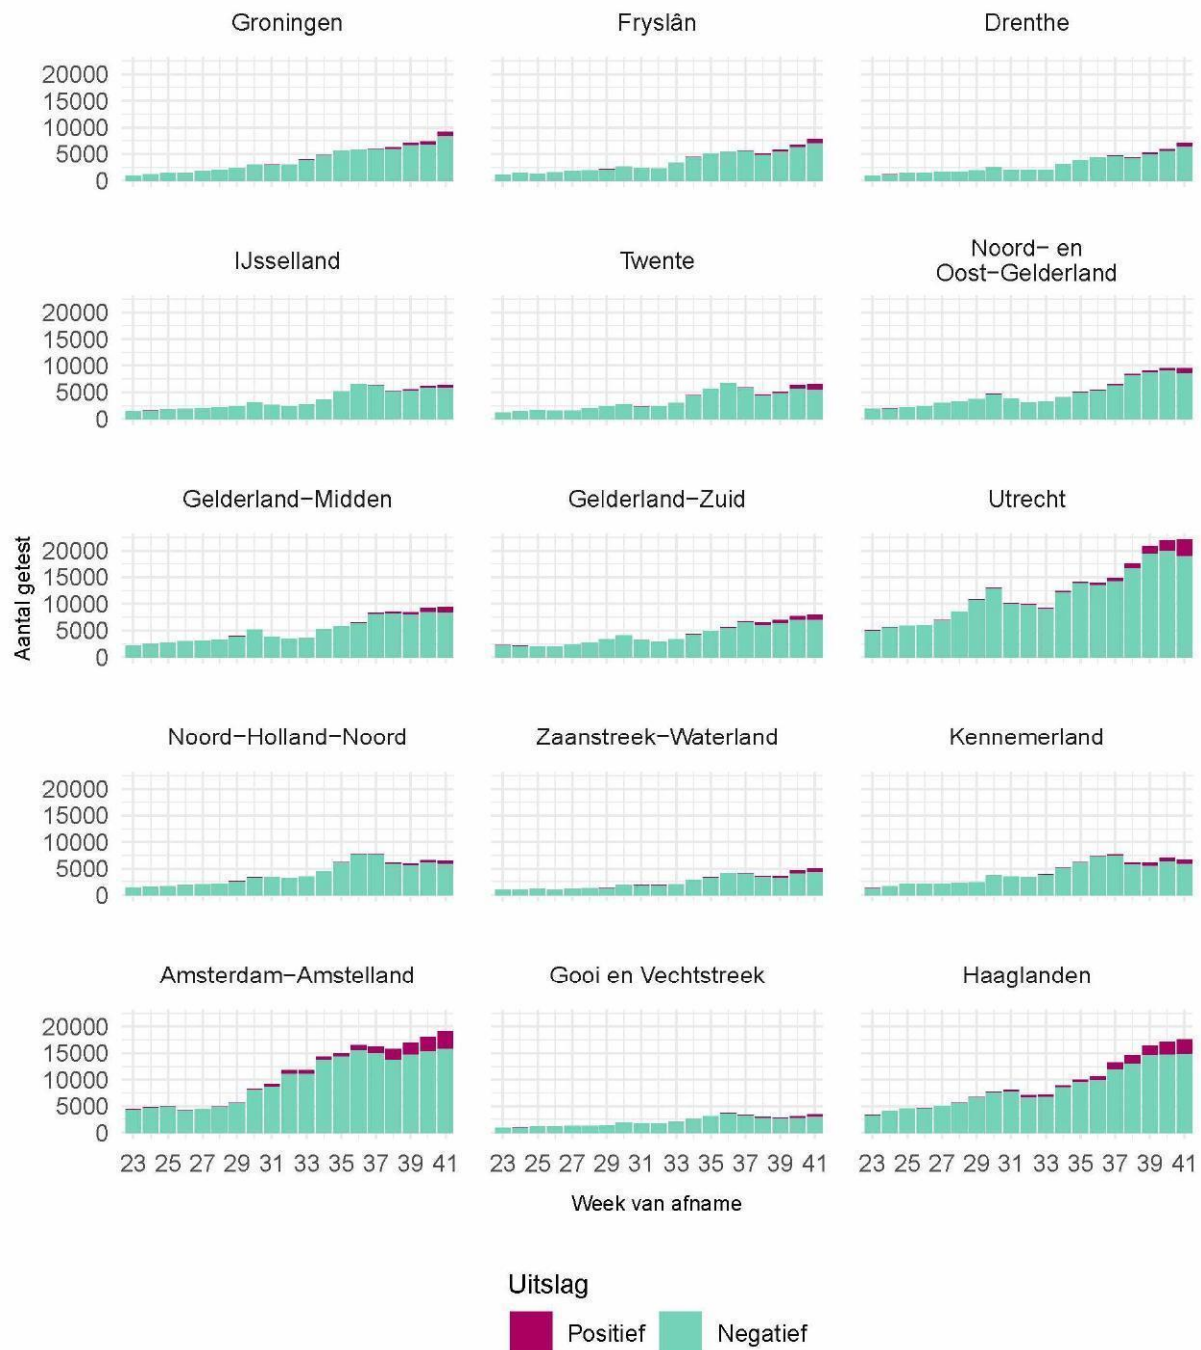 Groningen
Fryslân
Drenthe
20000
15000
10000
5000
0
IJsselland
Twente
Noord- en
Oost-Gelderland
20000
15000
10000
5000
0
Gelderland-Midden
Gelderland-Zuid
Utrecht
Aantal getest
20000
15000
10000
5000
0
Noord-Holland-Noord
Zaanstreek-Waterland
Kennemerland
20000
15000
10000
5000
0
Amsterdam-Amstelland
Gooi en Vechtstreek
Haaglanden
20000
15000
10000
5000
0
23 25 27 29 31 33 35 37 39 41
23 25 27 29 31 33 35 37 39 41
23 25 27 29 31 33 35 37 39 41
Week van afname
Uitslag
Positief
Negatief